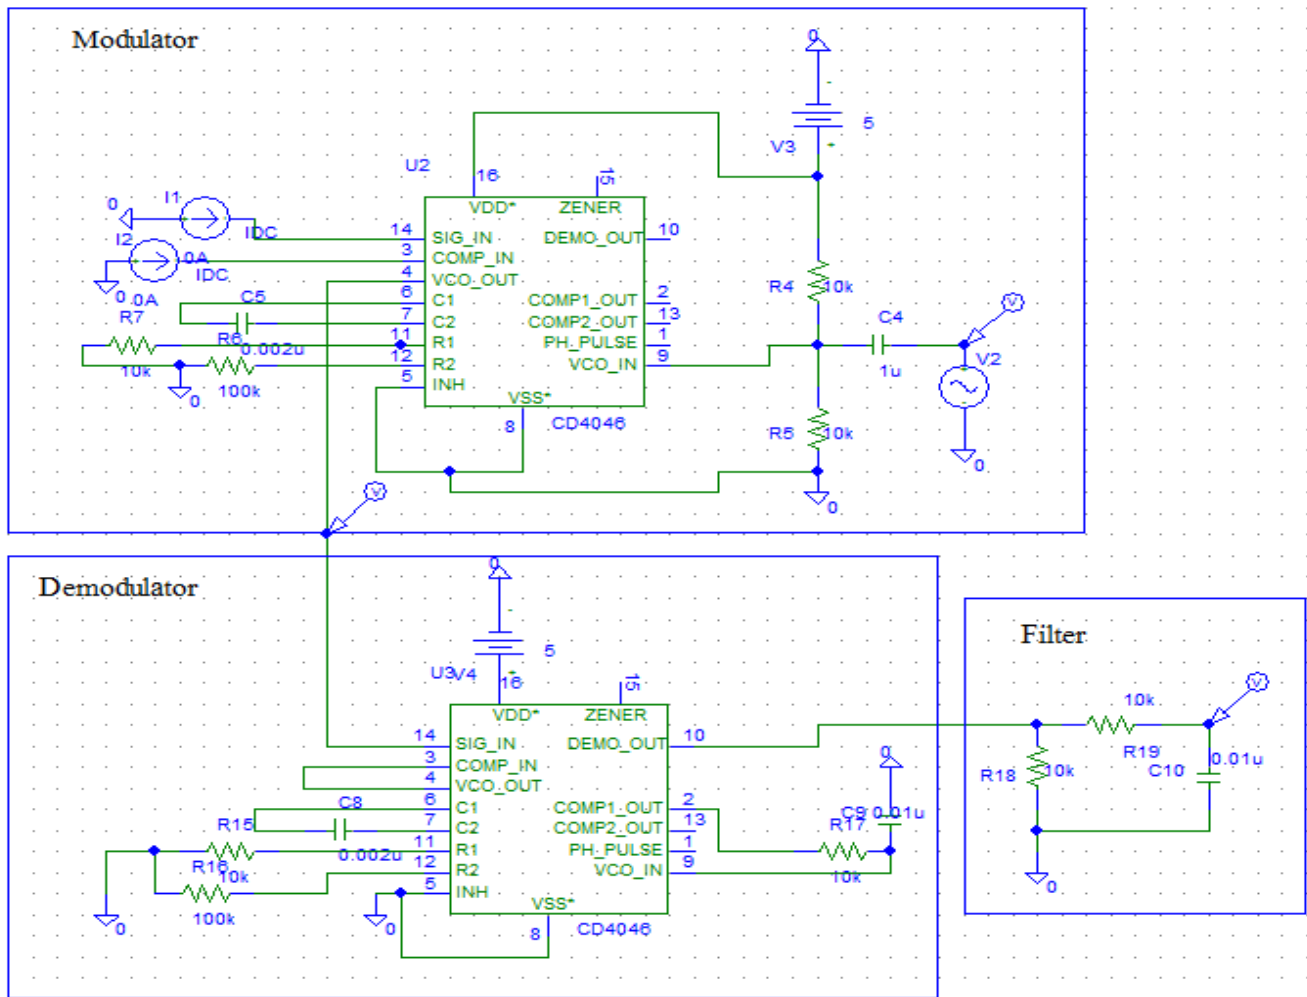 Modulator
0
5
V3
U2
16
15
VDD*
ZENER
I1
0
IDC
14
SIG_IN
DEMO_OUT
10
I2
0A
3
COMP_IN
IDC
4
VCO_OUT
0
0A
C5
6
C1
COMP1_OUT
2
R7
7
C2
COMP2_OUT
13
R6
0.002u
11
R1
PH_PULSE
1
10k
12
R2
VCO_IN
9
100k
5
INH
0
VSS*
8
CD4046
R4
10k
C4
V
1u
V2
R5
10k
0
0
V
Demodulator
0
5
U3
V4
16
15
VDD*
ZENER
14
SIG_IN
DEMO_OUT
10
3
COMP_IN
4
VCO_OUT
0
C8
6
C1
COMP1_OUT
2
C9
0.01u
R15
7
C2
COMP2_OUT
13
R17
0.002u
11
R1
PH_PULSE
1
R16
10k
12
R2
VCO_IN
9
10k
100k
5
INH
0
0
VSS*
8
CD4046
Filter
V
10k
R19
0.01u
R18
10k
C10
0